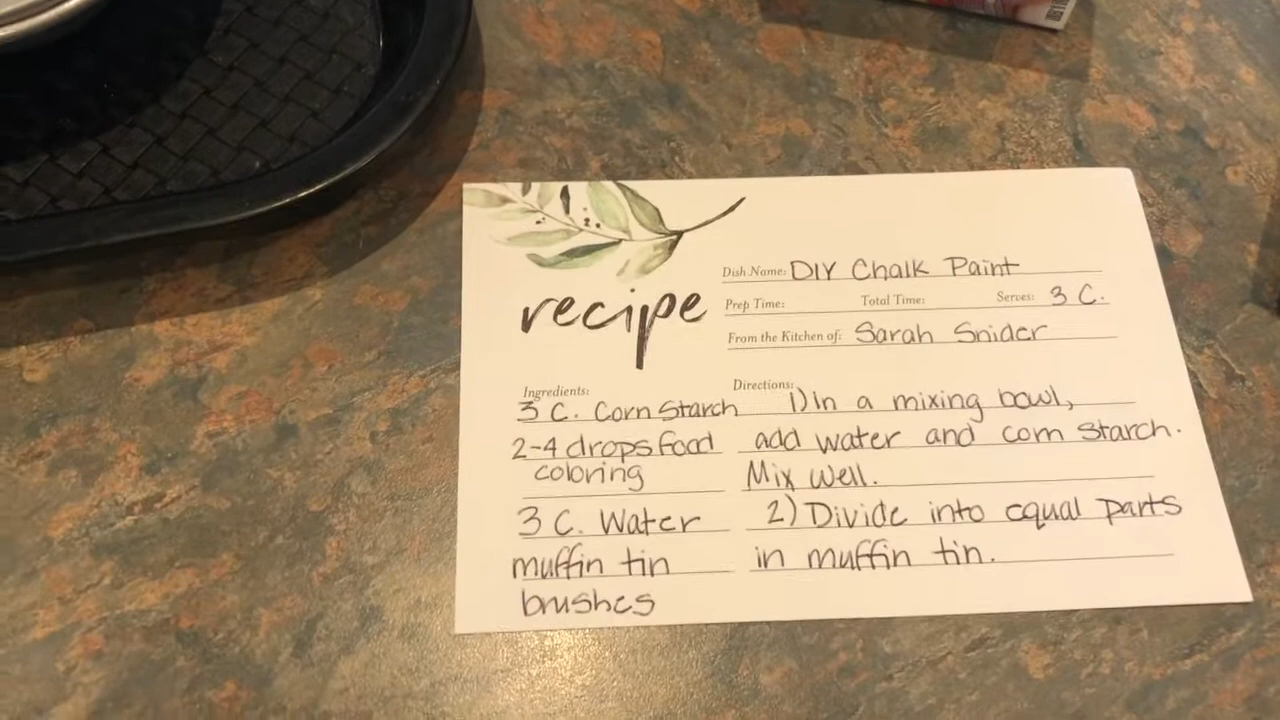 recipe
Dish Name: DIY Chalk Paint
Prep Time: Total Time: Serves: 3 C.
From the Kitchen of: Sarah Snider
Ingredients:
3 C. Corn Starch
2-4 drops food
coloring
3 C. Water
muffin tin
brushes
Directions:
1) In a mixing bowl,
add water and corn starch.
Mix well.
2) Divide into equal parts
in muffin tin.